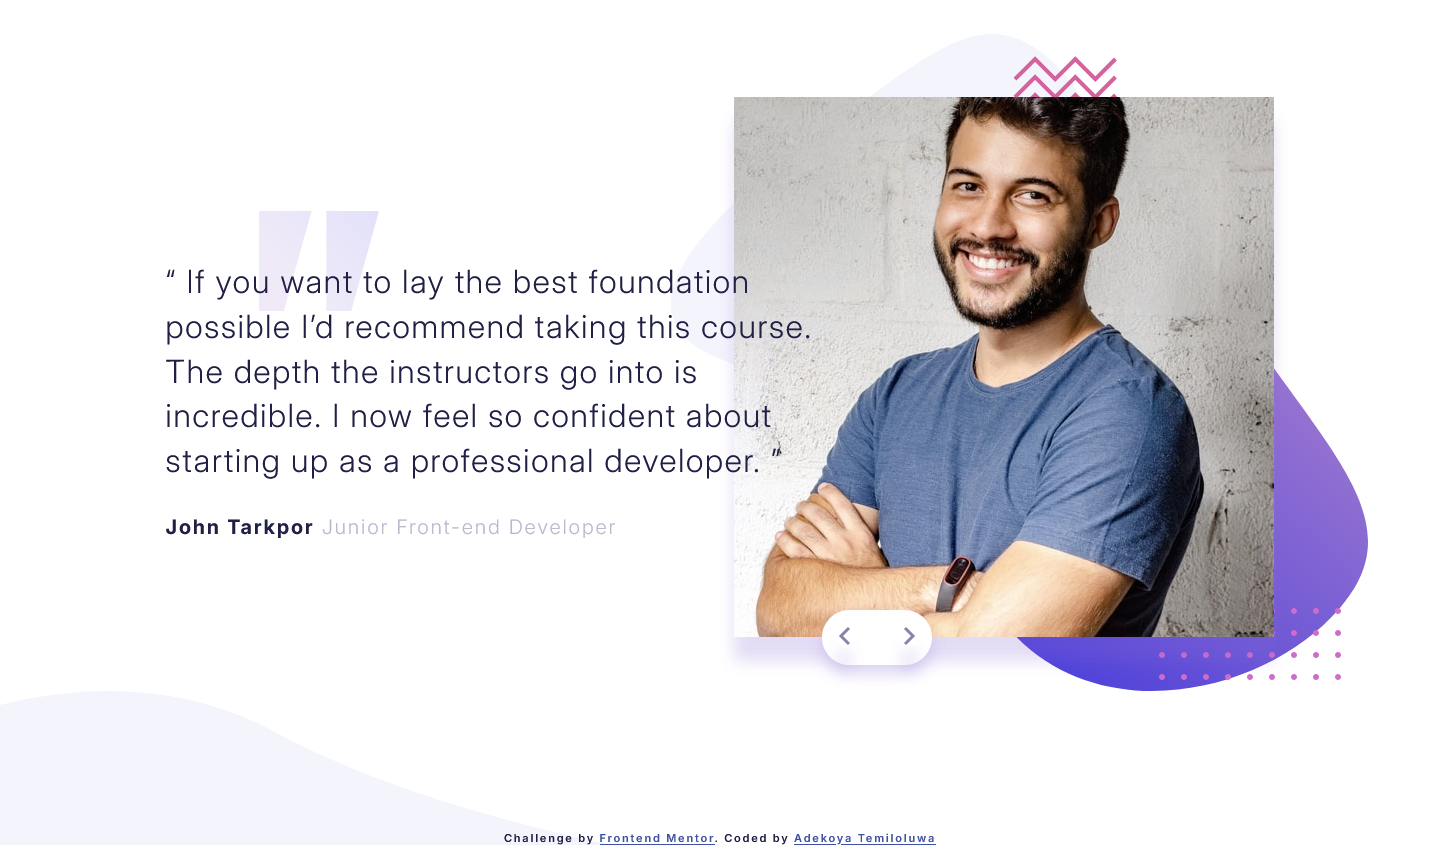 “ If you want to lay the best foundation
possible I’d recommend taking this course.
The depth the instructors go into is
incredible. I now feel so confident about
starting up as a professional developer. ”
John Tarkpor Junior Front-end Developer
Challenge by Frontend Mentor. Coded by Adekoya Temiloluwa